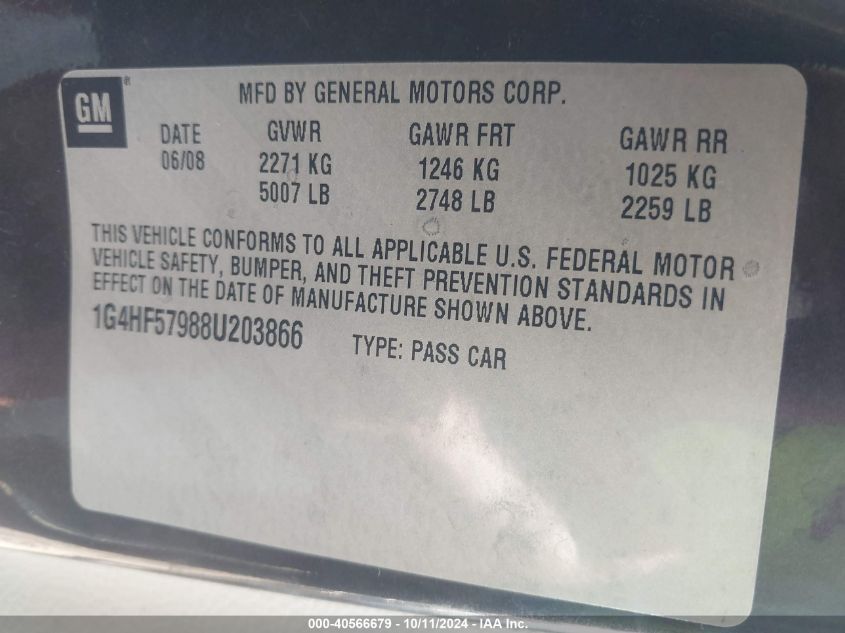 GM
MFD BY GENERAL MOTORS CORP.
DATE GVWR GAWR FRT GAWR RR
06/08 2271 KG 1246 KG 1025 KG
5007 LB 2748 LB 2259 LB
THIS VEHICLE CONFORMS TO ALL APPLICABLE U.S. FEDERAL MOTOR
VEHICLE SAFETY, BUMPER, AND THEFT PREVENTION STANDARDS IN
EFFECT ON THE DATE OF MANUFACTURE SHOWN ABOVE.
1G4HF57988U203866 TYPE: PASS CAR
000-40566679 - 10/11/2024 - IAA Inc.